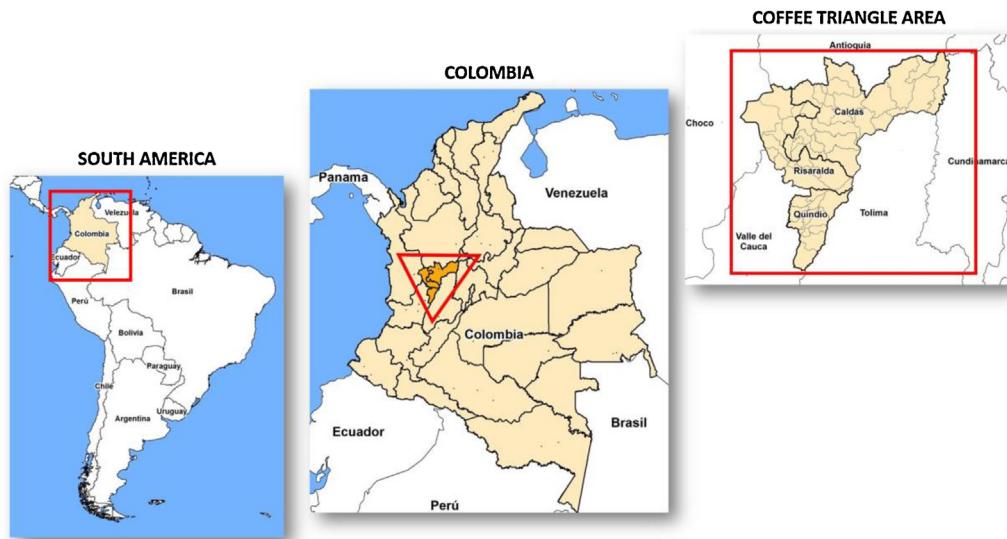 SOUTH AMERICA
Velezuela
Colombia
Ecuador
Perú
Brasil
Bolivia
Paraguay
Chile
Uruguay
Argentina
COLOMBIA
Panama
Venezuela
Colombia
Ecuador
Brasil
Perú
COFFEE TRIANGLE AREA
Antioquia
Choco
Caldas
Cundinamarca
Risaralda
Quindio
Tolima
Valle del
Cauca